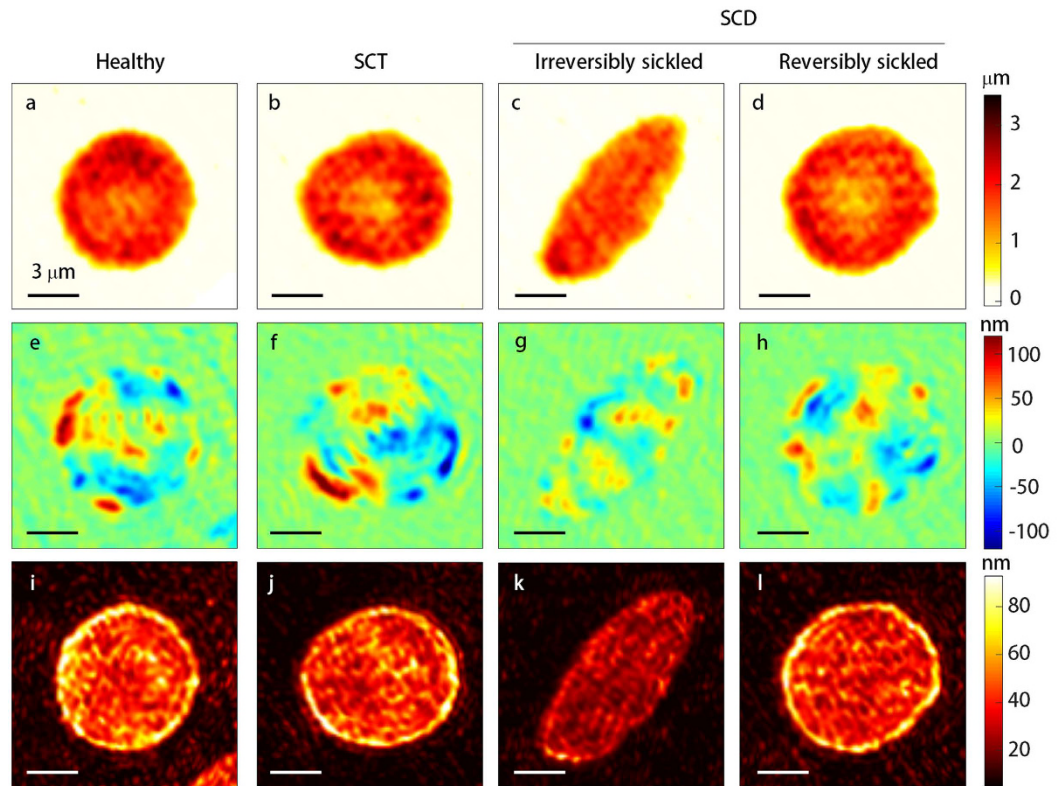 SCD
Healthy
SCT
Irreversibly sickled
Reversibly sickled
a
b
c
d
μm
3
2
1
0
3 μm
e
f
g
h
nm
100
50
0
-50
-100
i
j
k
l
nm
80
60
40
20